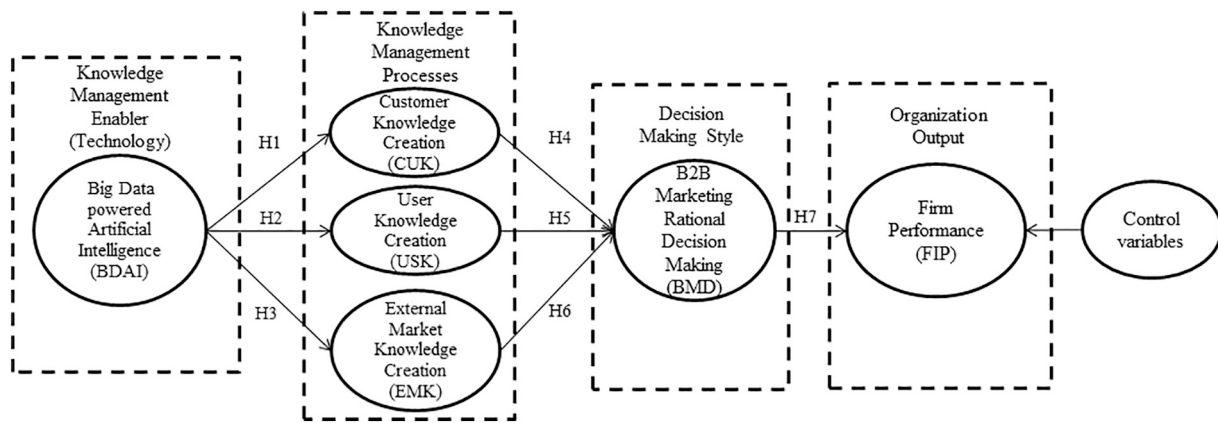 Knowledge
Management
Enabler
(Technology)
Big Data
powered
Artificial
Intelligence
(BDAI)
H1
H2
H3
Knowledge
Management
Processes
Customer
Knowledge
Creation
(CUK)
User
Knowledge
Creation
(USK)
External
Market
Knowledge
Creation
(EMK)
H4
H5
H6
Decision
Making Style
B2B
Marketing
Rational
Decision
Making
(BMD)
H7
Organization
Output
Firm
Performance
(FIP)
Control
variables